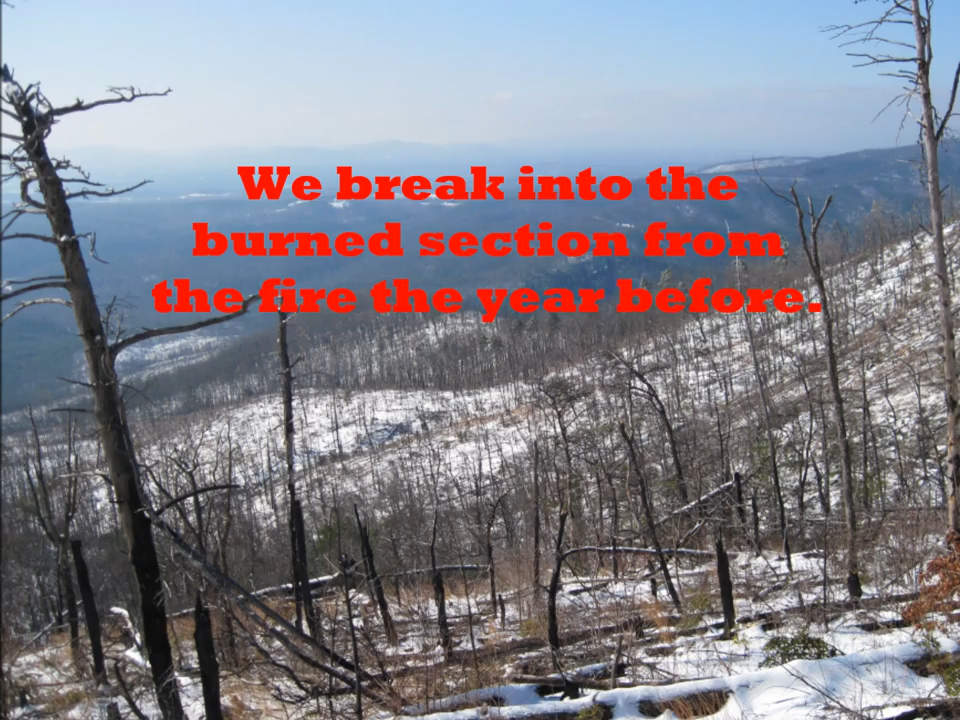 We break into the
burned section from
the fire the year before.